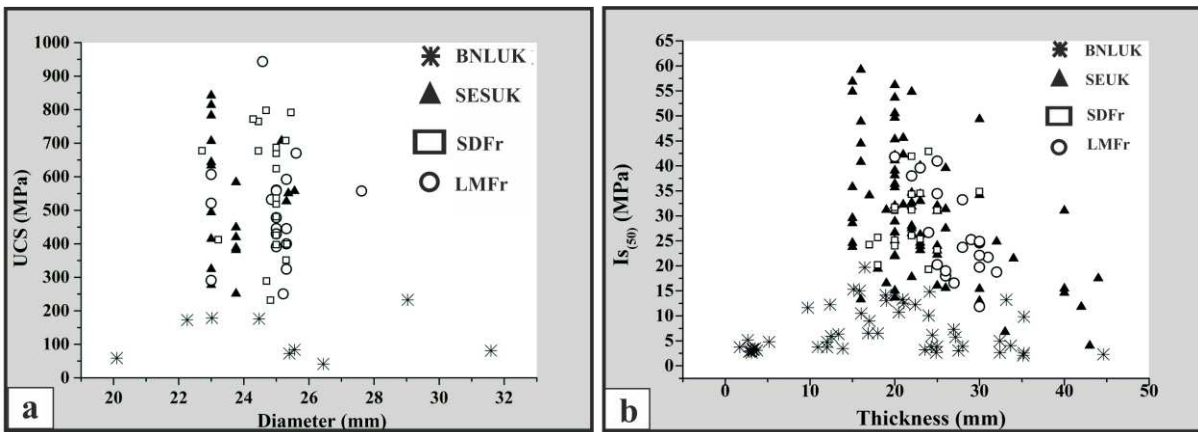 1000
900
800
700
600
500
400
300
200
100
0
UCS (MPa)
20 22 24 26 28 30 32
Diameter (mm)
BNLUK
SESUK
SDFr
LMFr
a
65
60
55
50
45
40
35
30
25
20
15
10
5
0
Is(50) (MPa)
0 10 20 30 40 50
Thickness (mm)
BNLUK
SEUK
SDFr
LMFr
b